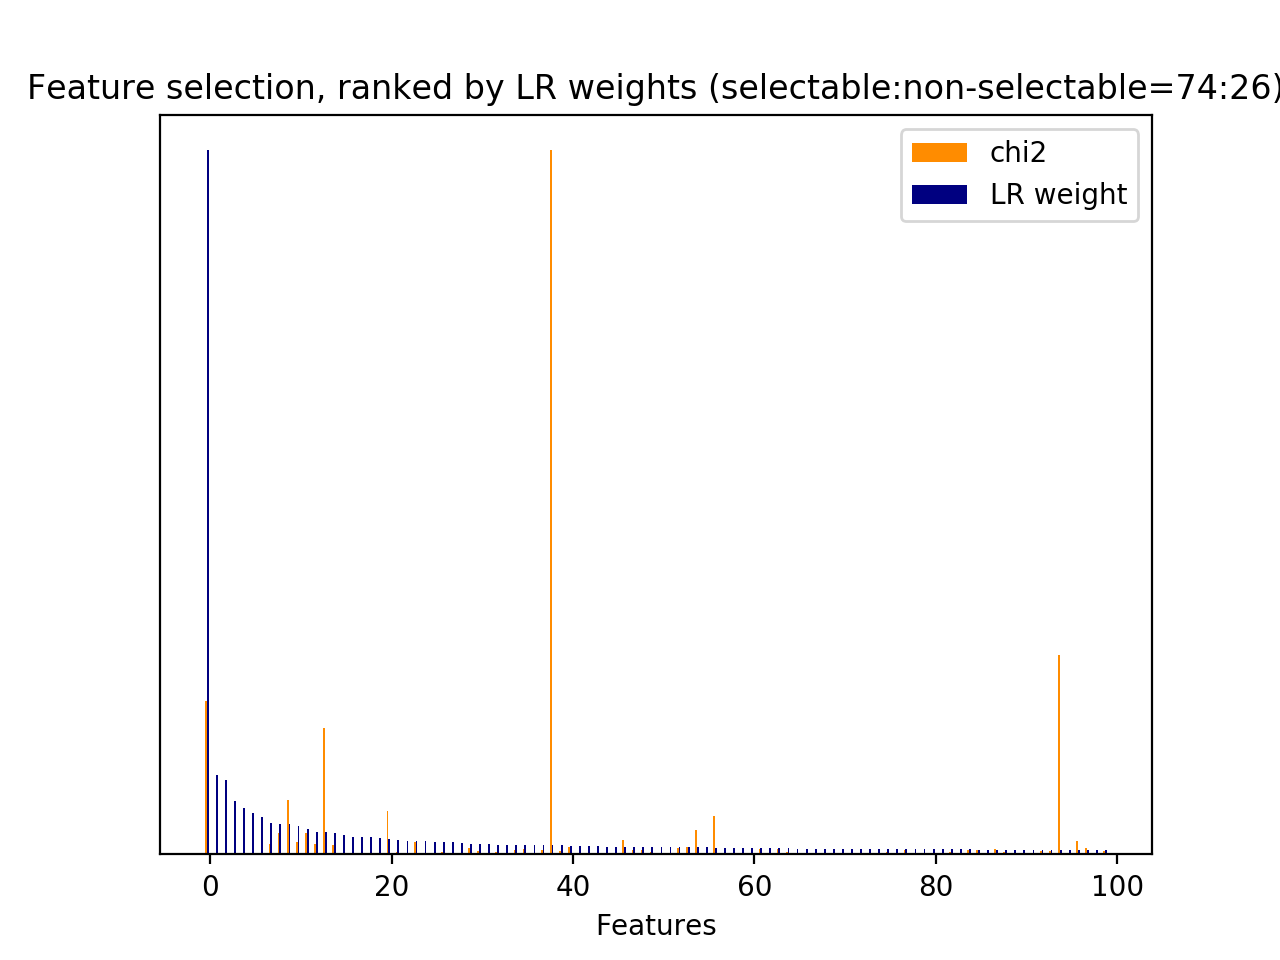 Feature selection, ranked by LR weights (selectable:non-selectable=74:26)
chi2
LR weight
0 20 40 60 80 100
Features